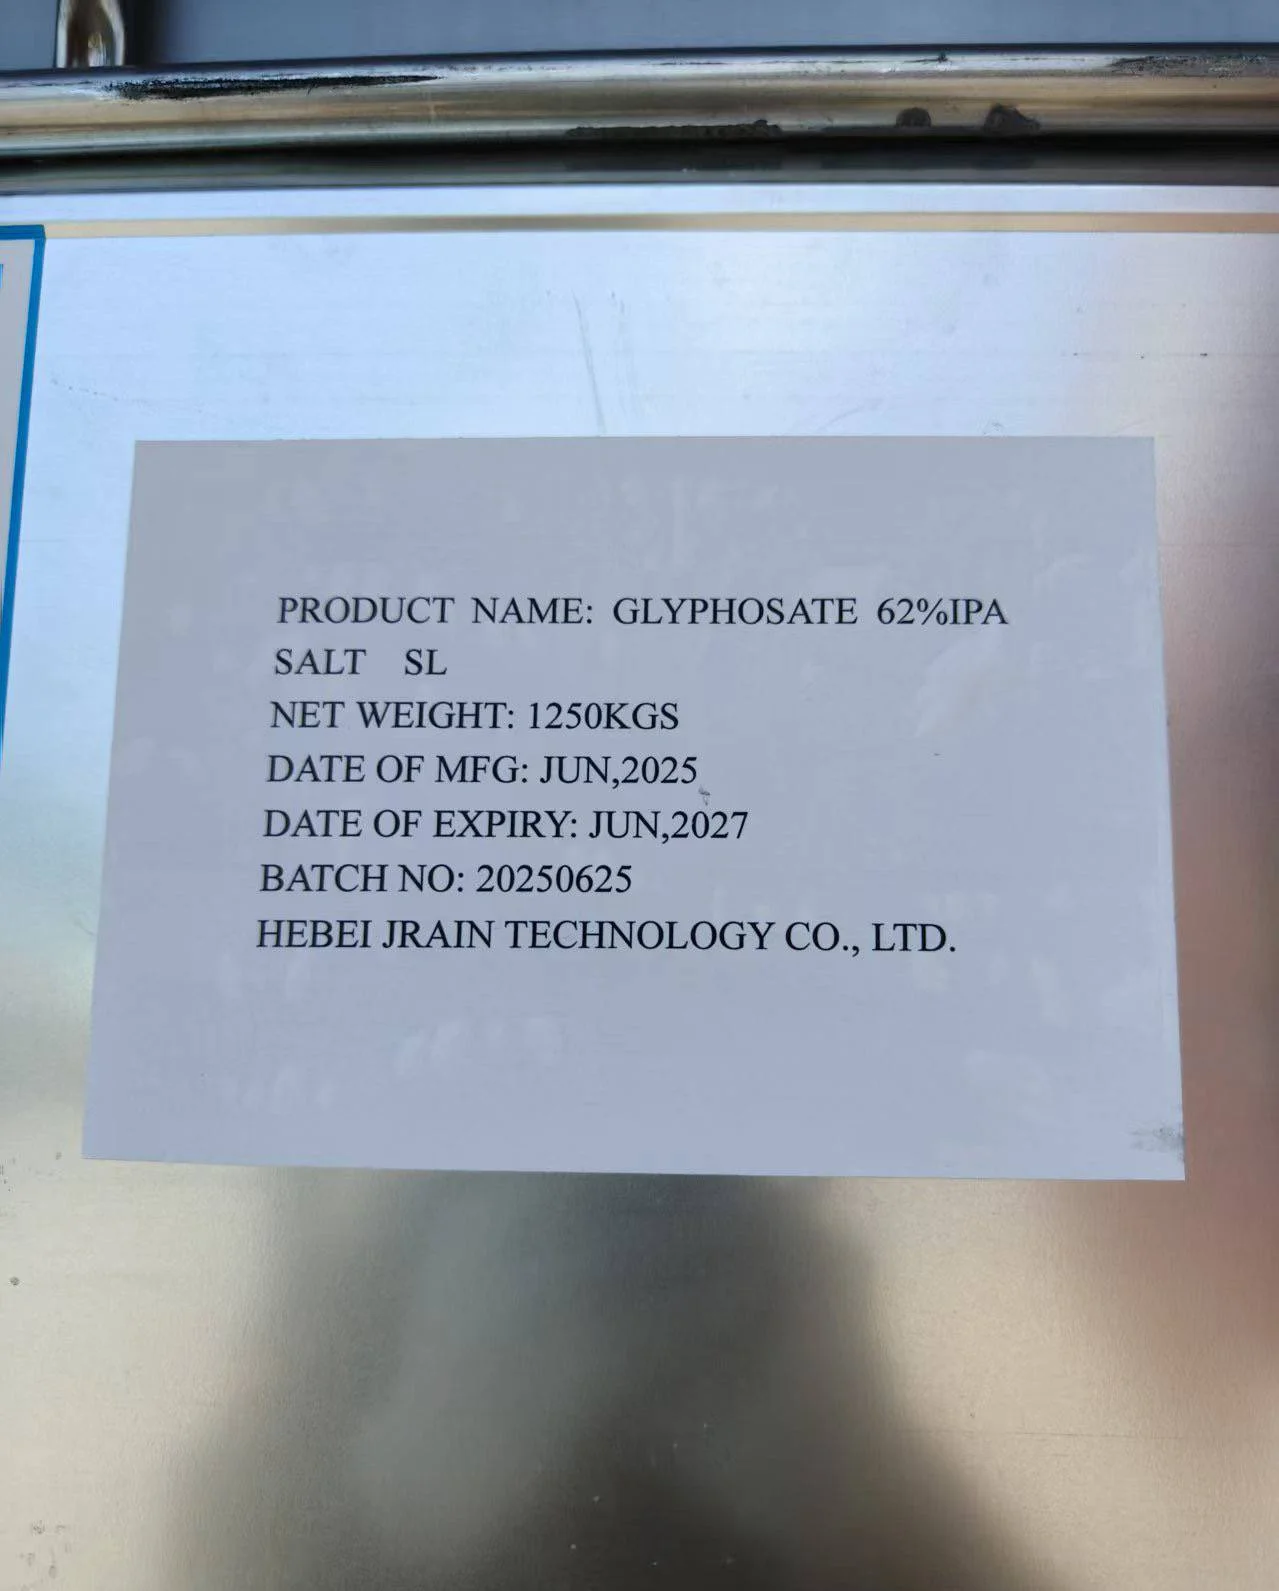 PRODUCT NAME: GLYPHOSATE 62%IPA
SALT SL
NET WEIGHT: 1250KGS
DATE OF MFG: JUN,2025
DATE OF EXPIRY: JUN,2027
BATCH NO: 20250625
HEBEI JRAIN TECHNOLOGY CO., LTD.